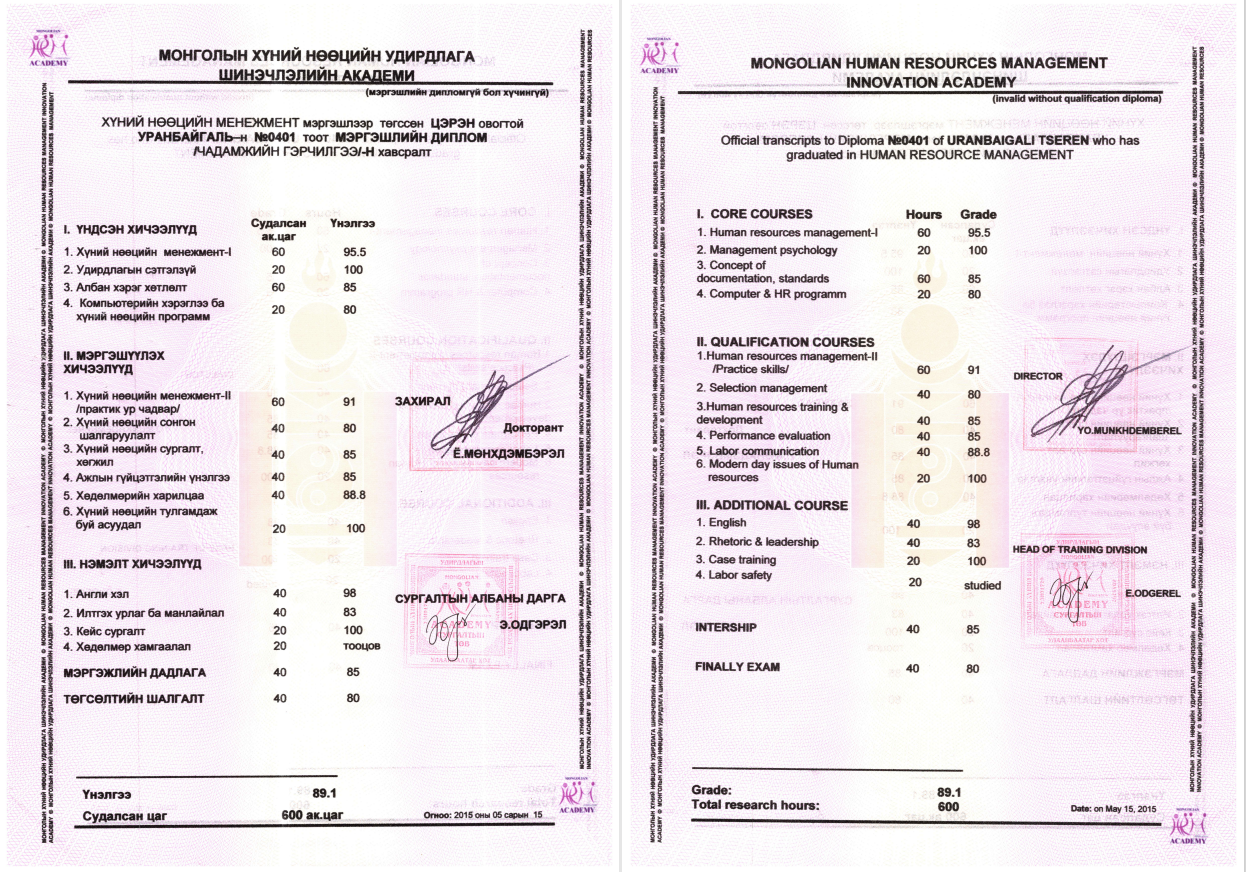 MONGOLIAN
ACADEMY
МОНГОЛЫН ХҮНИЙ НӨӨЦИЙН УДИРДЛАГА
ШИНЭЧЛЭЛИЙН АКАДЕМИ
(мэргэшлийн дипломгүй бол хүчингүй)
ХҮНИЙ НӨӨЦИЙН МЕНЕЖМЕНТ мэргэшлээр төгссөн ЦЭРЭН овогтой
УРАНБАЙГАЛЬ–н №0401 тоот МЭРГЭШЛИЙН ДИПЛОМ
/ЧАДАМЖИЙН ГЭРЧИЛГЭЭ/-Н хавсралт
I. ҮНДСЭН ХИЧЭЭЛҮҮД Судалсан ак.цаг Үнэлгээ
1. Хүний нөөцийн менежмент-I 60 95.5
2. Удирдлагын сэтгэлзүй 20 100
3. Албан хэрэг хөтлөлт 60 85
4. Компьютерийн хэрэглээ ба
хүний нөөцийн программ 20 80
II. МЭРГЭШҮҮЛЭХ
ХИЧЭЭЛҮҮД
1. Хүний нөөцийн менежмент-II
/практик ур чадвар/ 60 91
2. Хүний нөөцийн сонгон
шалгаруулалт 40 80
3. Хүний нөөцийн сургалт,
хөгжил 40 85
4. Ажлын гүйцэтгэлийн үнэлгээ 40 85
5. Хөдөлмөрийн харилцаа 40 88.8
6. Хүний нөөцийн тулгамдаж
буй асуудал 20 100
ЗАХИРАЛ
Докторант
Ё.МӨНХДЭМБЭРЭЛ
III. НЭМЭЛТ ХИЧЭЭЛҮҮД
1. Англи хэл 40 98
2. Илтгэх урлаг ба манлайлал 40 83
3. Кейс сургалт 20 100
4. Хөдөлмөр хамгаалал 20 тооцов
СУРГАЛТЫН АЛБАНЫ ДАРГА
Э.ОДГЭРЭЛ
МЭРГЭЖЛИЙН ДАДЛАГА 40 85
ТӨГСӨЛТИЙН ШАЛГАЛТ 40 80
Үнэлгээ 89.1
Судалсан цаг 600 ак.цаг
Огноо: 2015 оны 05 сарын 15
MONGOLIAN
ACADEMY
MONGOLIAN
ACADEMY
MONGOLIAN HUMAN RESOURCES MANAGEMENT
INNOVATION ACADEMY
(invalid without qualification diploma)
Official transcripts to Diploma №0401 of URANBAIGALI TSEREN who has
graduated in HUMAN RESOURCE MANAGEMENT
I. CORE COURSES Hours Grade
1. Human resources management-I 60 95.5
2. Management psychology 20 100
3. Concept of
documentation, standards 60 85
4. Computer & HR programm 20 80
II. QUALIFICATION COURSES
1.Human resources management-II
/Practice skills/ 60 91
2. Selection management 40 80
3.Human resources training &
development 40 85
4. Performance evaluation 40 85
5. Labor communication 40 88.8
6. Modern day issues of Human
resources 20 100
DIRECTOR
YO.MUNKHDEMBEREL
III. ADDITIONAL COURSE
1. English 40 98
2. Rhetoric & leadership 40 83
3. Case training 20 100
4. Labor safety 20 studied
HEAD OF TRAINING DIVISION
E.ODGEREL
INTERSHIP 40 85
FINALLY EXAM 40 80
Grade: 89.1
Total research hours: 600
Date: on May 15, 2015
MONGOLIAN
ACADEMY